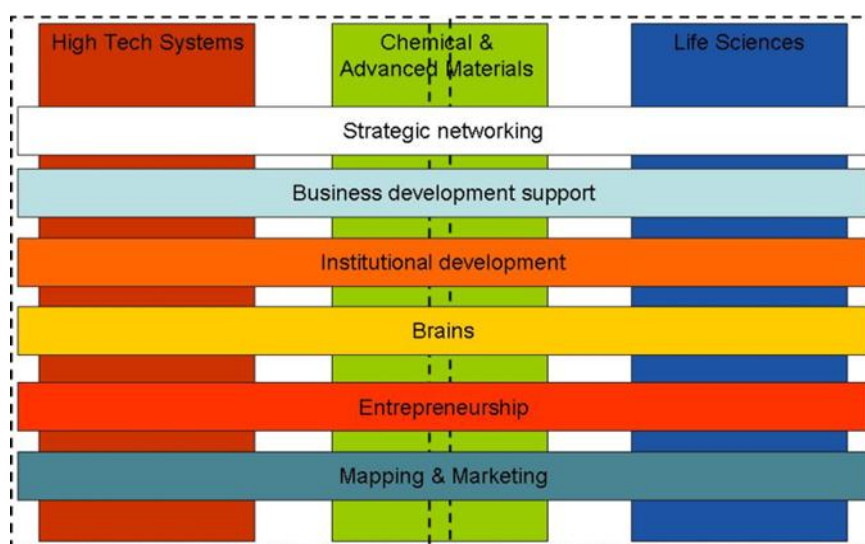 High Tech Systems
Chemical &
Advanced Materials
Life Sciences
Strategic networking
Business development support
Institutional development
Brains
Entrepreneurship
Mapping & Marketing